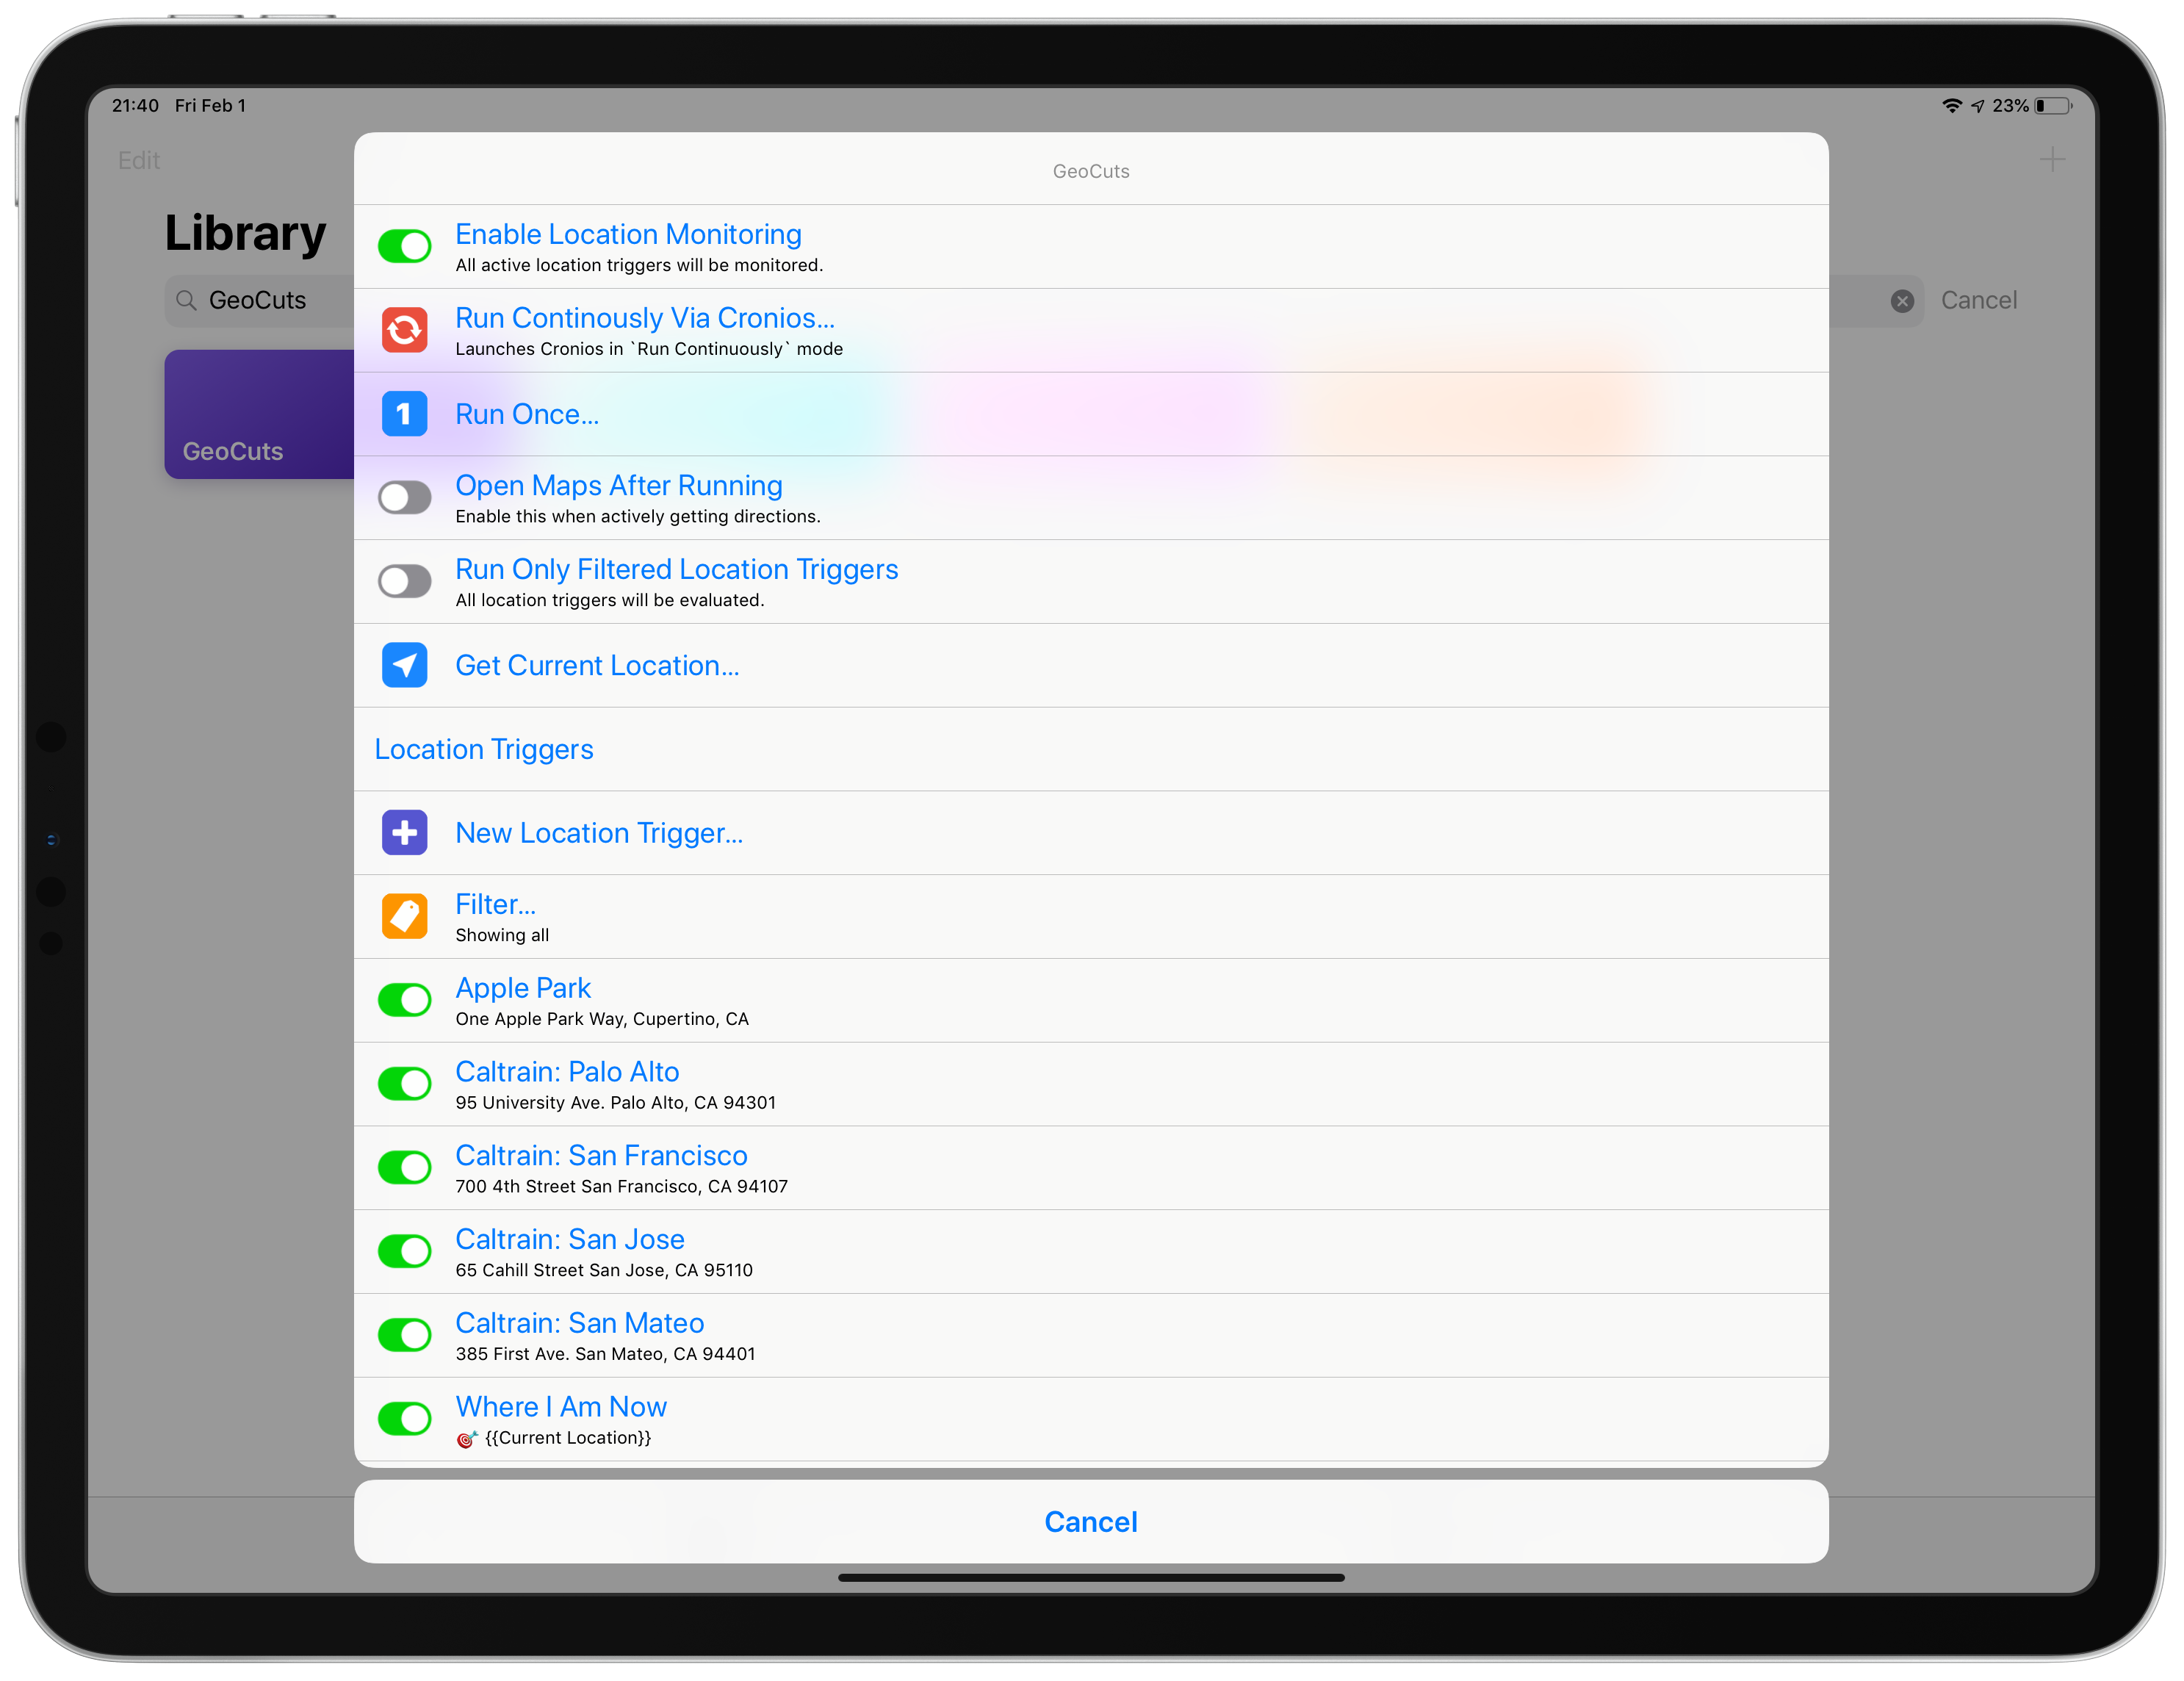 21:40 Fri Feb 1
23%
Edit
GeoCuts
Library
GeoCuts
Cancel
GeoCuts
Enable Location Monitoring
All active location triggers will be monitored.
Run Continously Via Cronios...
Launches Cronios in `Run Continuously` mode
1
Run Once...
Open Maps After Running
Enable this when actively getting directions.
Run Only Filtered Location Triggers
All location triggers will be evaluated.
Get Current Location...
Location Triggers
New Location Trigger...
Filter...
Showing all
Apple Park
One Apple Park Way, Cupertino, CA
Caltrain: Palo Alto
95 University Ave. Palo Alto, CA 94301
Caltrain: San Francisco
700 4th Street San Francisco, CA 94107
Caltrain: San Jose
65 Cahill Street San Jose, CA 95110
Caltrain: San Mateo
385 First Ave. San Mateo, CA 94401
Where I Am Now
🎯 {{Current Location}}
Cancel